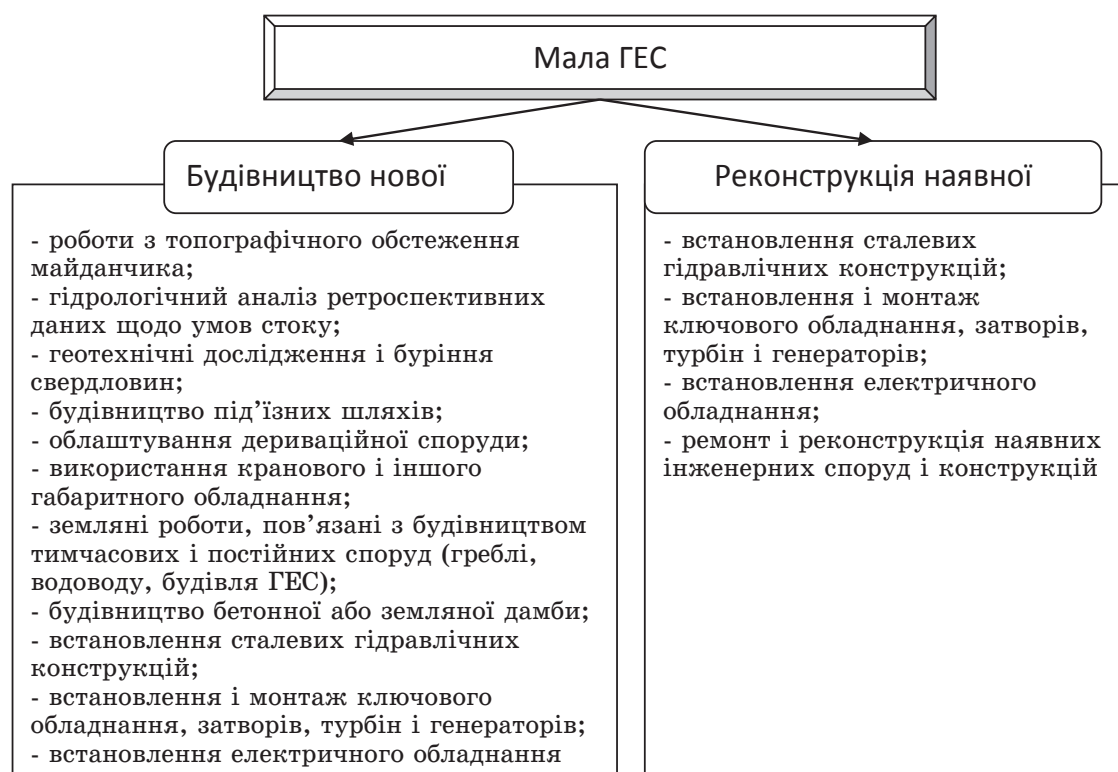 Мала ГЕС
Будівництво нової
- роботи з топографічного обстеження
майданчика;
- гідрологічний аналіз ретроспективних
даних щодо умов стоку;
- геотехнічні дослідження і буріння
свердловин;
- будівництво під’їзних шляхів;
- облаштування дериваційної споруди;
- використання кранового і іншого
габаритного обладнання;
- земляні роботи, пов’язані з будівництвом
тимчасових і постійних споруд (греблі,
водоводу, будівля ГЕС);
- будівництво бетонної або земляної дамби;
- встановлення сталевих гідравлічних
конструкцій;
- встановлення і монтаж ключового
обладнання, затворів, турбін і генераторів;
- встановлення електричного обладнання
Реконструкція наявної
- встановлення сталевих
гідравлічних конструкцій;
- встановлення і монтаж
ключового обладнання, затворів,
турбін і генераторів;
- встановлення електричного
обладнання;
- ремонт і реконструкція наявних
інженерних споруд і конструкцій